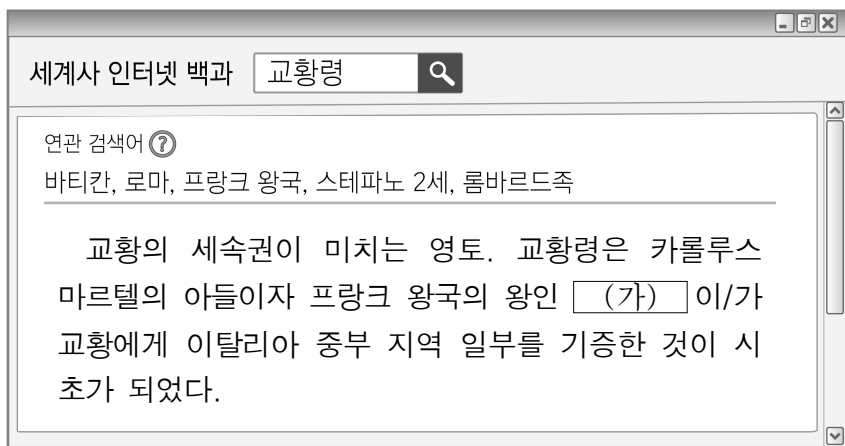 세계사 인터넷 백과 교황령
연관 검색어 ?
바티칸, 로마, 프랑크 왕국, 스테파노 2세, 롬바르드족
교황의 세속권이 미치는 영토. 교황령은 카롤루스
마르텔의 아들이자 프랑크 왕국의 왕인 (가) 이/가
교황에게 이탈리아 중부 지역 일부를 기증한 것이 시
초가 되었다.